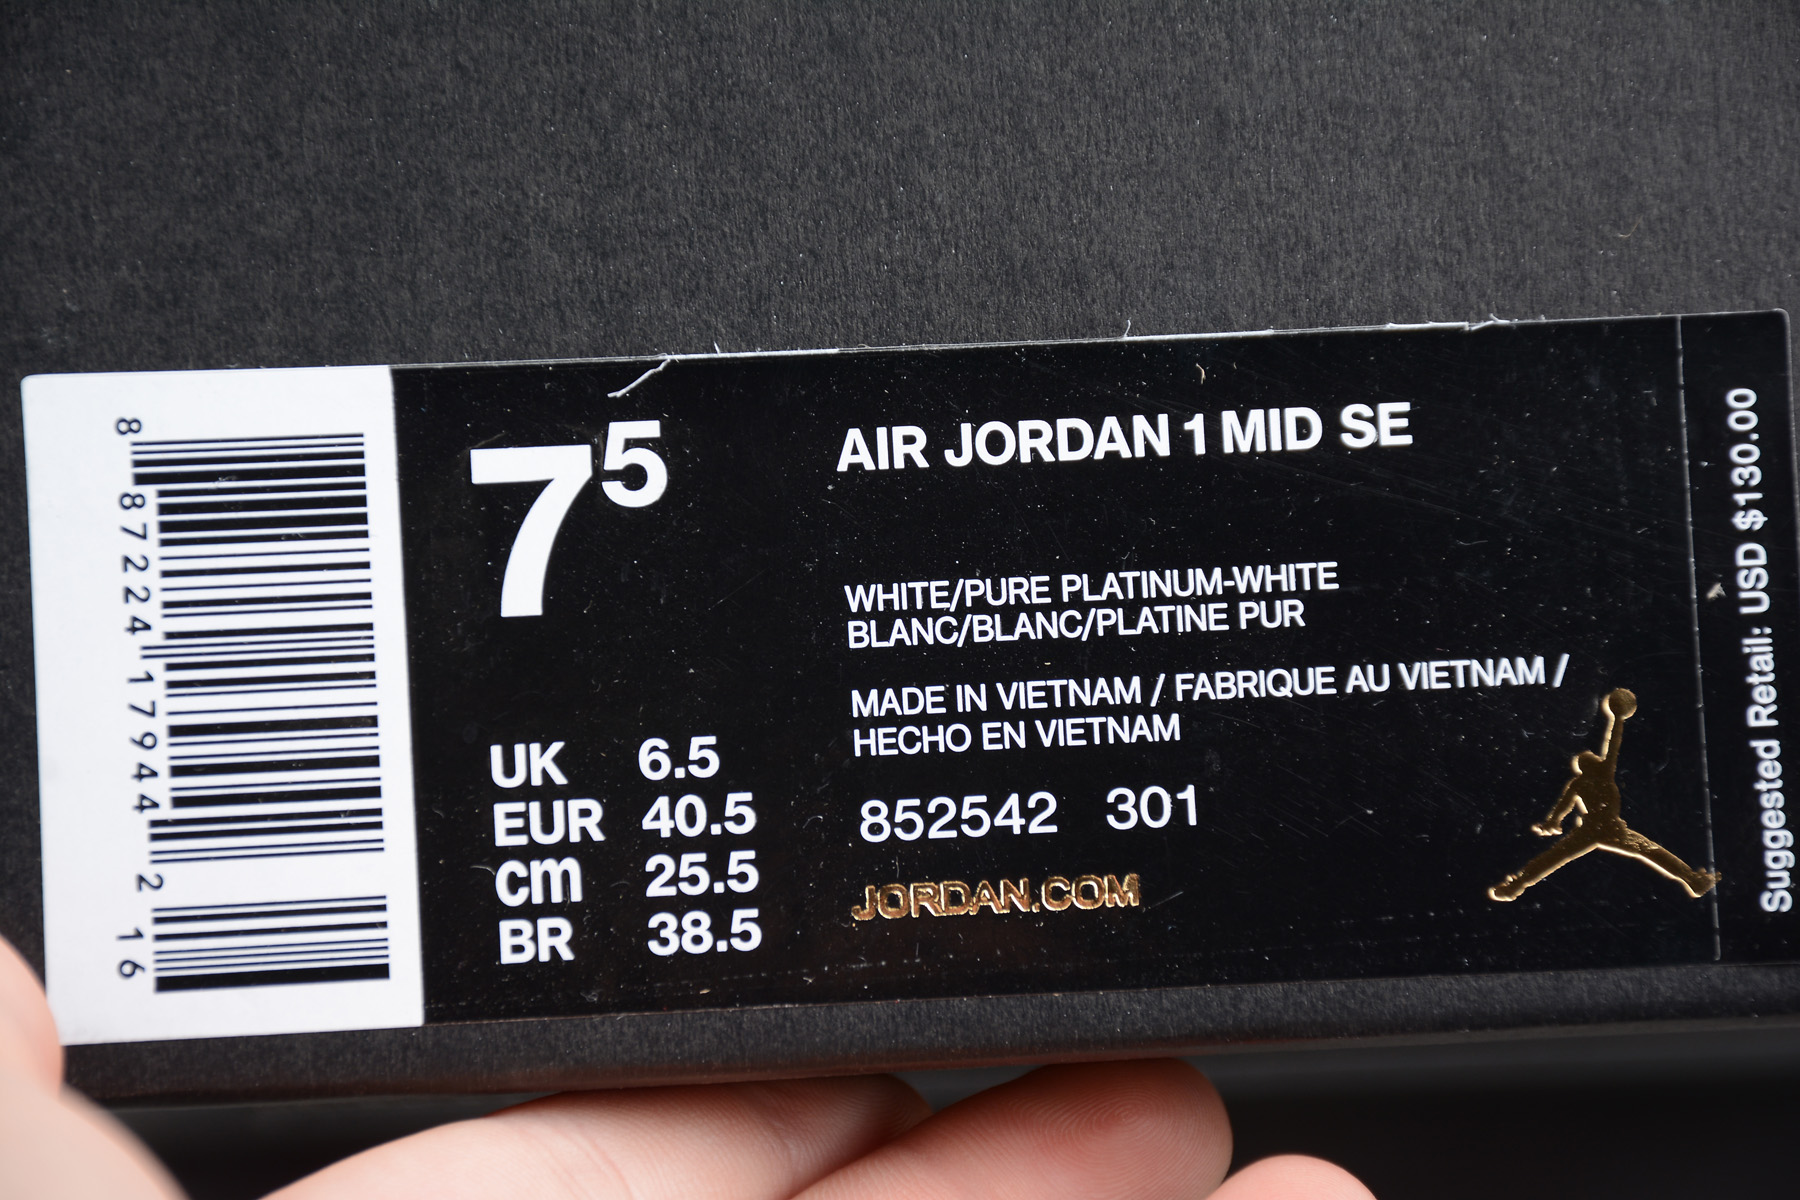 8 87224 17944 2 16
7 5
AIR JORDAN 1 MID SE
WHITE/PURE PLATINUM-WHITE
BLANC/BLANC/PLATINE PUR
MADE IN VIETNAM / FABRIQUE AU VIETNAM /
HECHO EN VIETNAM
UK 6.5
EUR 40.5
cm 25.5
BR 38.5
852542 301
JORDAN.COM
Suggested Retail: USD $130.00